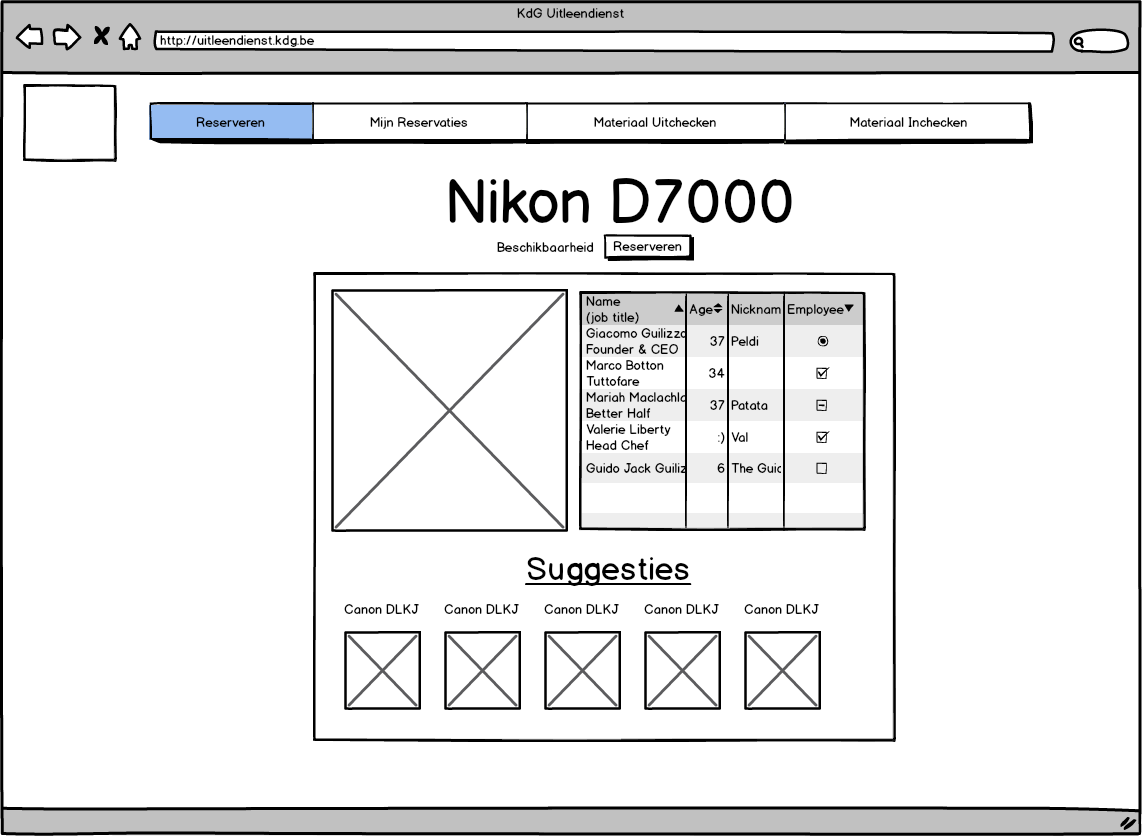 KdG Uitleendienst
http://uitleendienst.kdg.be
Reserveren
Mijn Reservaties
Materiaal Uitchecken
Materiaal Inchecken
Nikon D7000
Beschikbaarheid
Reserveren
Name
(job title)
Age
Nicknam
Employee
Giacomo Guilizzo
Founder & CEO
37
Peldi
Marco Botton
Tuttofare
34
Mariah Maclachla
Better Half
37
Patata
Valerie Liberty
Head Chef
:)
Val
Guido Jack Guiliz
6
The Guic
Suggesties
Canon DLKJ
Canon DLKJ
Canon DLKJ
Canon DLKJ
Canon DLKJ